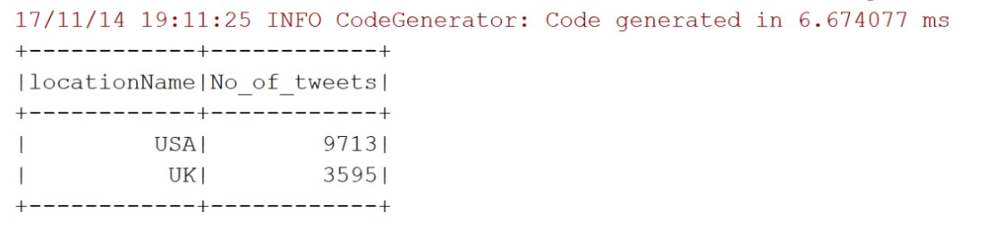 17/11/14 19:11:25 INFO CodeGenerator: Code generated in 6.674077 ms
+------------+------------+
|locationName|No_of_tweets|
+------------+------------+
|         USA|        9713|
|          UK|        3595|
+------------+------------+